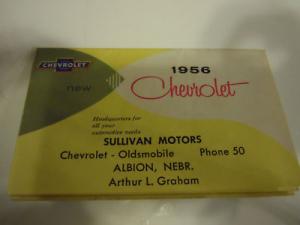 CHEVROLET
1956
new Chevrolet
Headquarters for
all your
automotive needs
SULLIVAN MOTORS
Chevrolet - Oldsmobile Phone 50
ALBION, NEBR.
Arthur L. Graham